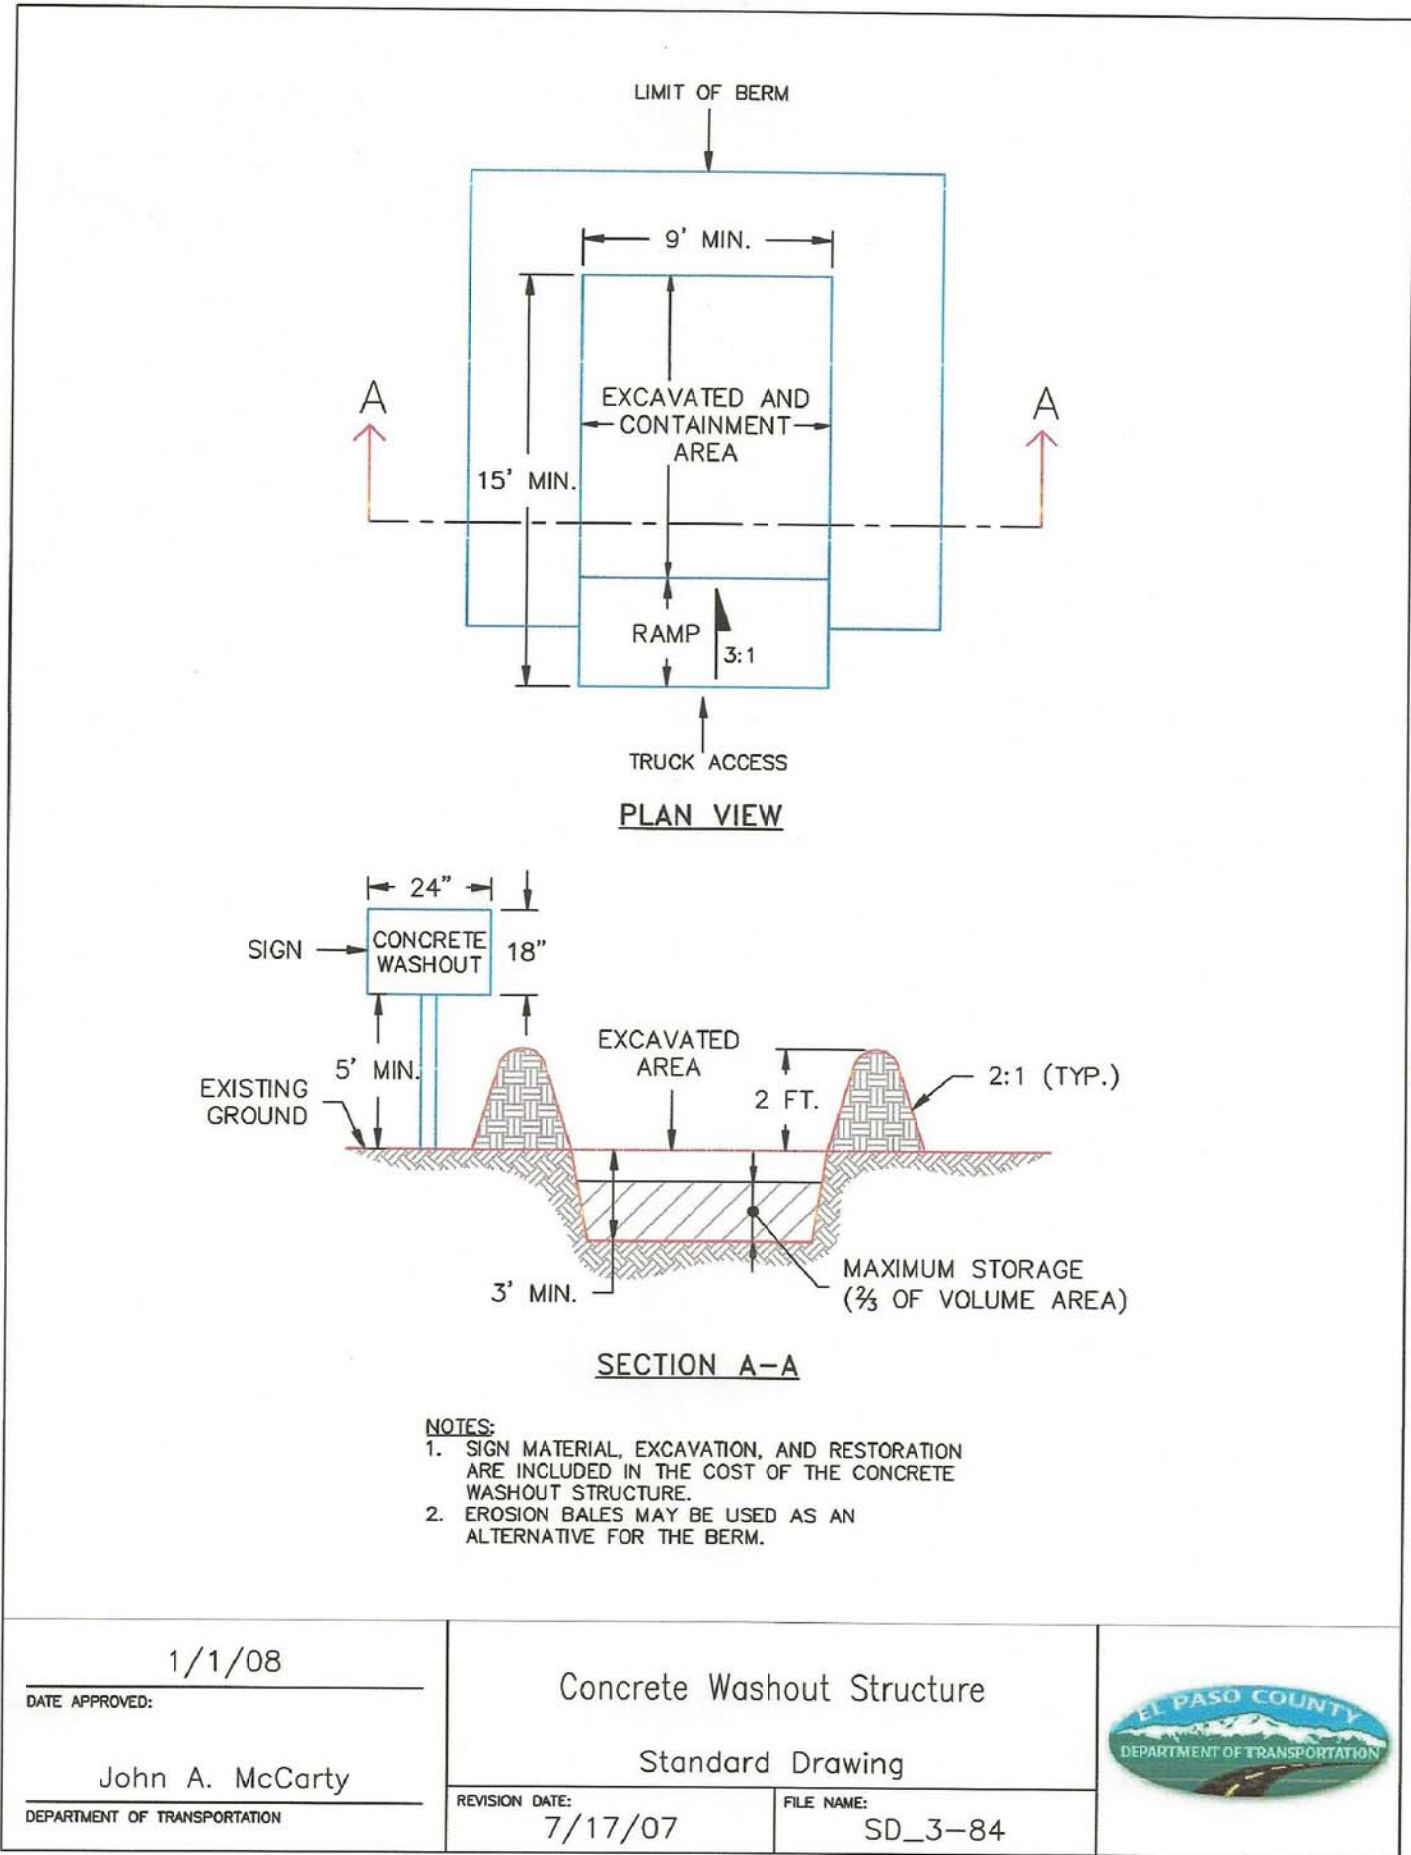 LIMIT OF BERM
9' MIN.
A
EXCAVATED AND
CONTAINMENT
AREA
A
15' MIN.
RAMP
3:1
TRUCK ACCESS
PLAN VIEW
24"
SIGN
CONCRETE
WASHOUT
18"
EXCAVATED
AREA
5' MIN.
2 FT.
2:1 (TYP.)
EXISTING
GROUND
3' MIN.
MAXIMUM STORAGE
(⅔ OF VOLUME AREA)
SECTION A-A
NOTES:
1. SIGN MATERIAL, EXCAVATION, AND RESTORATION
ARE INCLUDED IN THE COST OF THE CONCRETE
WASHOUT STRUCTURE.
2. EROSION BALES MAY BE USED AS AN
ALTERNATIVE FOR THE BERM.
1/1/08
DATE APPROVED:
John A. McCarty
DEPARTMENT OF TRANSPORTATION
Concrete Washout Structure
Standard Drawing
REVISION DATE:
7/17/07
FILE NAME:
SD_3-84
EL PASO COUNTY
DEPARTMENT OF TRANSPORTATION